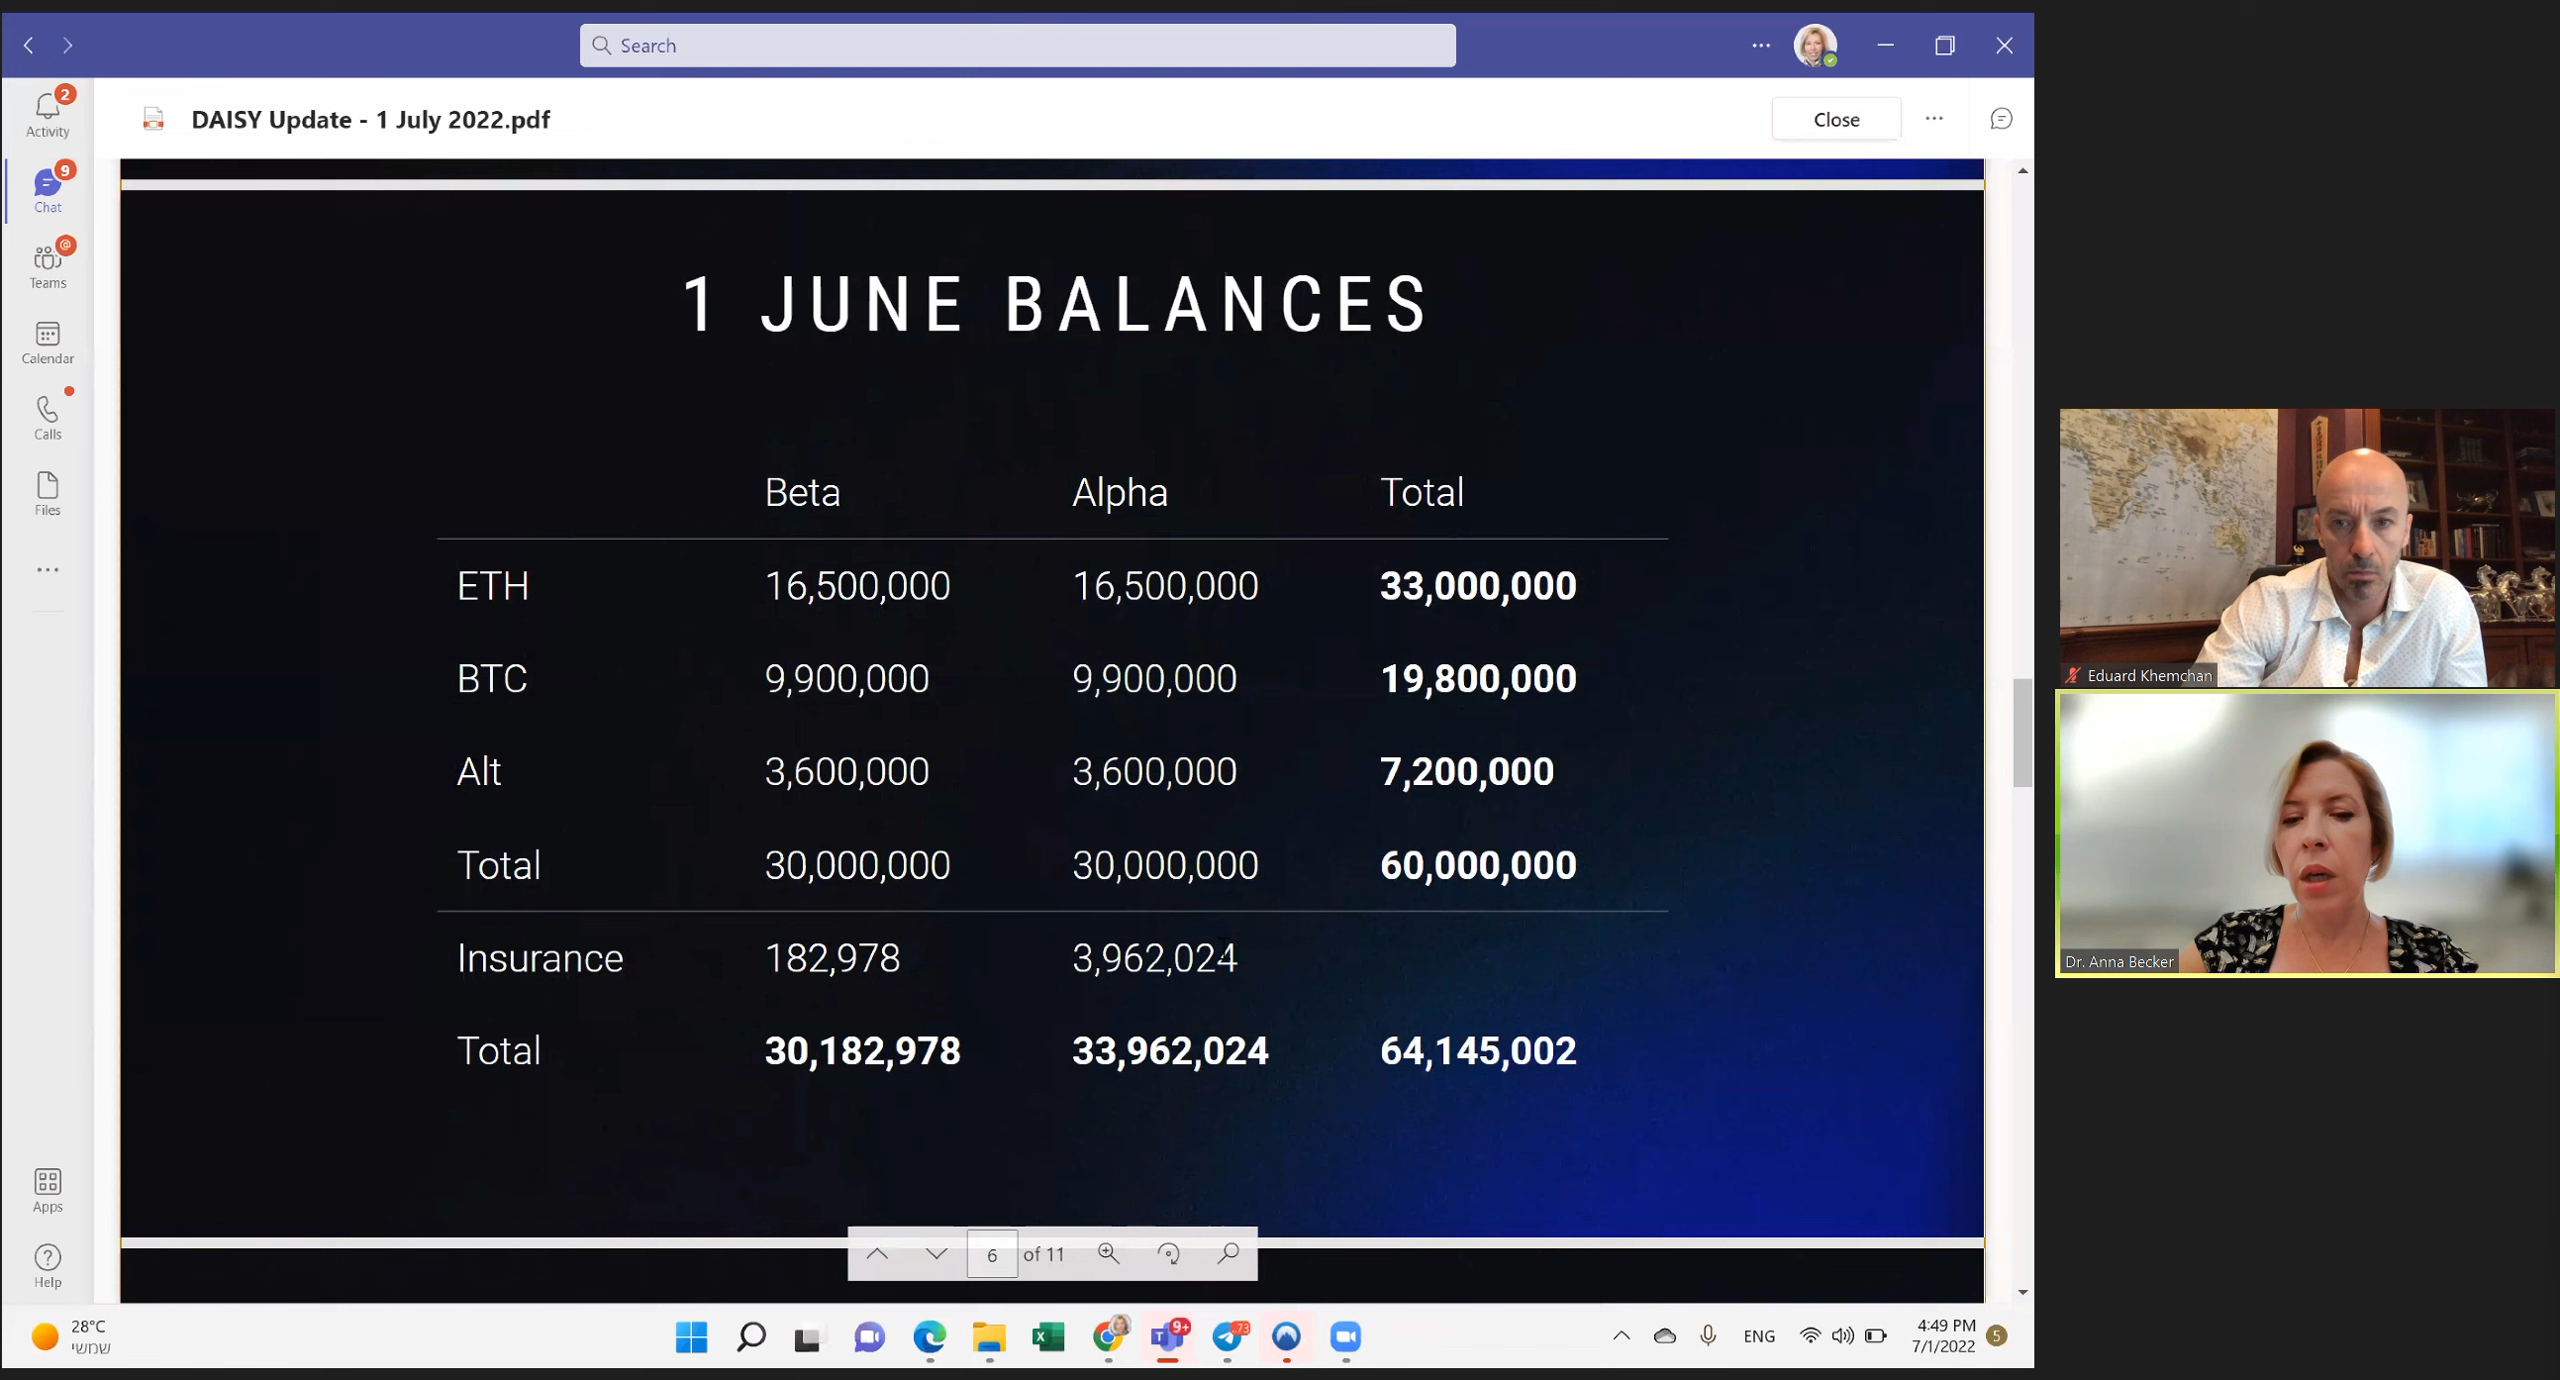 Search
Activity
2
Chat
9
Teams
@
Calendar
Calls
Files
Apps
Help
DAISY Update - 1 July 2022.pdf
Close
1 JUNE BALANCES
Beta Alpha Total
ETH 16,500,000 16,500,000 33,000,000
BTC 9,900,000 9,900,000 19,800,000
Alt 3,600,000 3,600,000 7,200,000
Total 30,000,000 30,000,000 60,000,000
Insurance 182,978 3,962,024
Total 30,182,978 33,962,024 64,145,002
6 of 11
Eduard Khemchan
Dr. Anna Becker
28°C
שמשי
9+
73
ENG
4:49 PM
7/1/2022
5